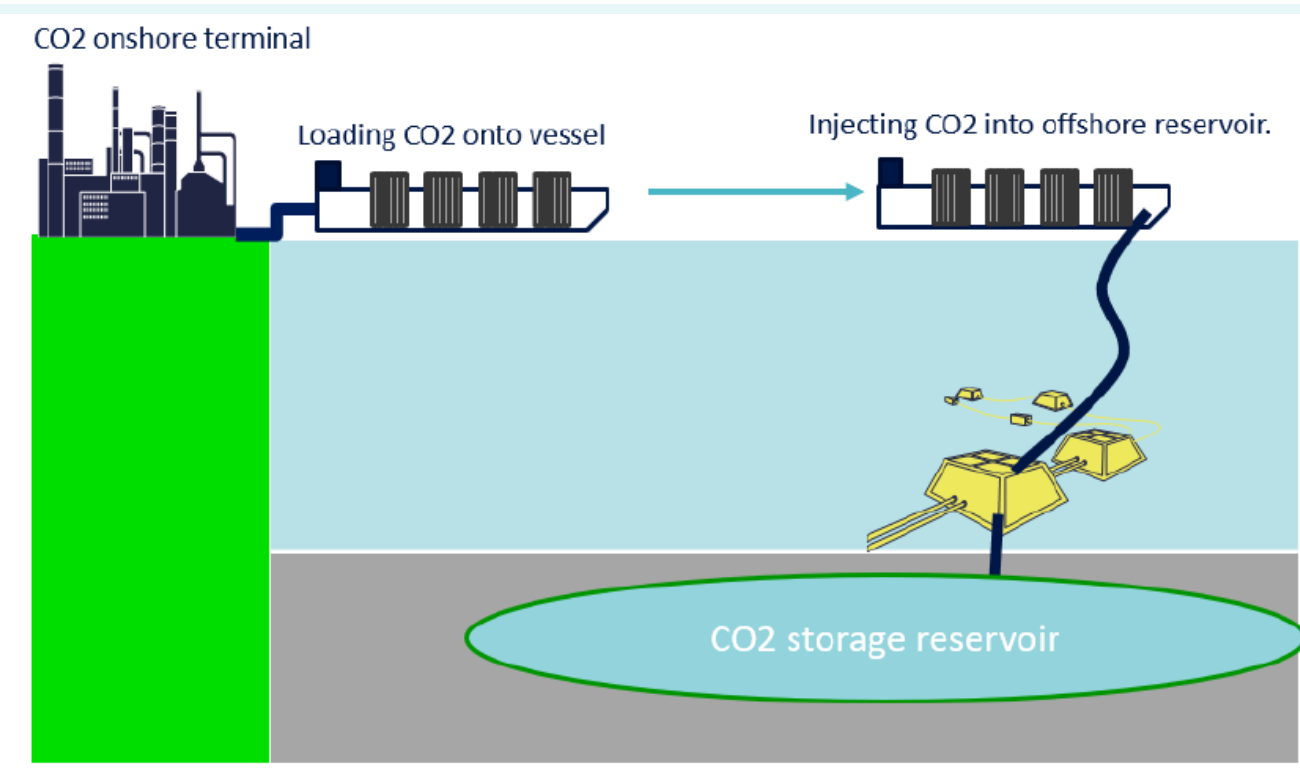 CO2 onshore terminal
Loading CO2 onto vessel
Injecting CO2 into offshore reservoir.
CO2 storage reservoir